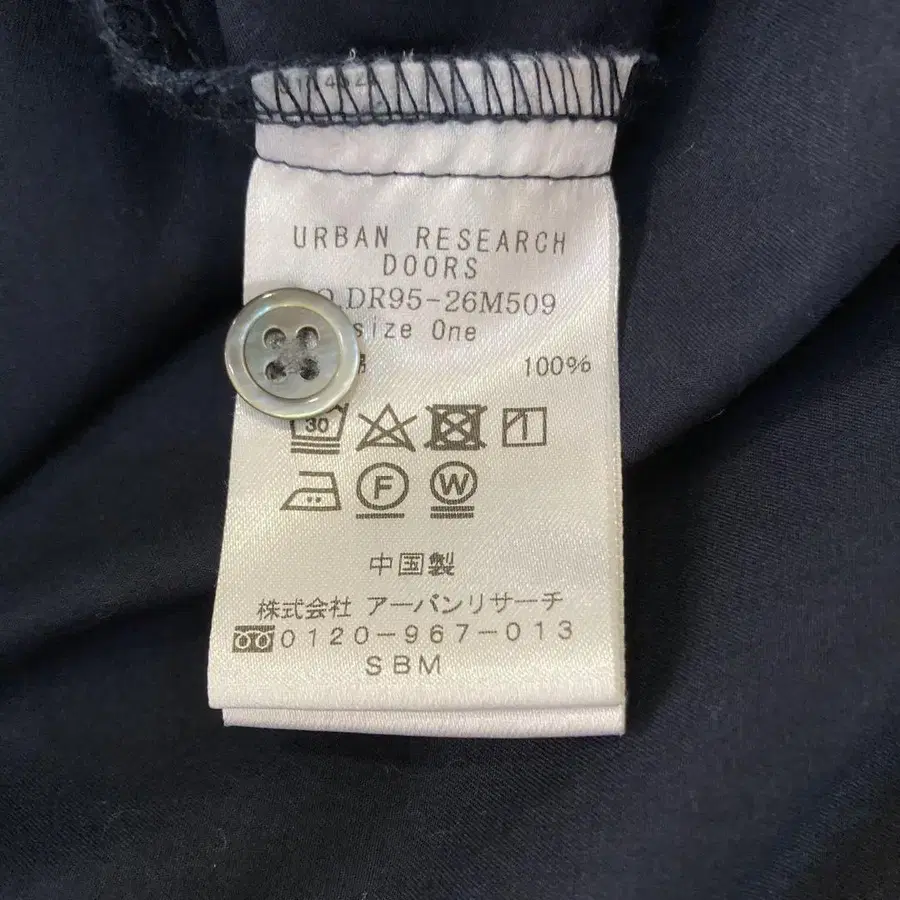 URBAN RESEARCH
DOORS
DR95-26M509
size One
100%
30
F W
中国製
株式会社 アーバンリサーチ
0120-967-013
SBM